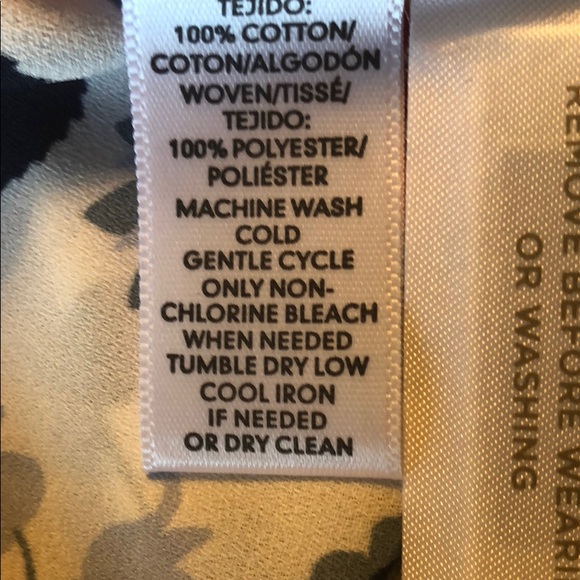 TEJIDO:
100% COTTON/
COTON/ALGODÓN
WOVEN/TISSÉ/
TEJIDO:
100% POLYESTER/
POLIÉSTER
MACHINE WASH
COLD
GENTLE CYCLE
ONLY NON-
CHLORINE BLEACH
WHEN NEEDED
TUMBLE DRY LOW
COOL IRON
IF NEEDED
OR DRY CLEAN
REMOVE BEFORE WEARI
OR WASHING